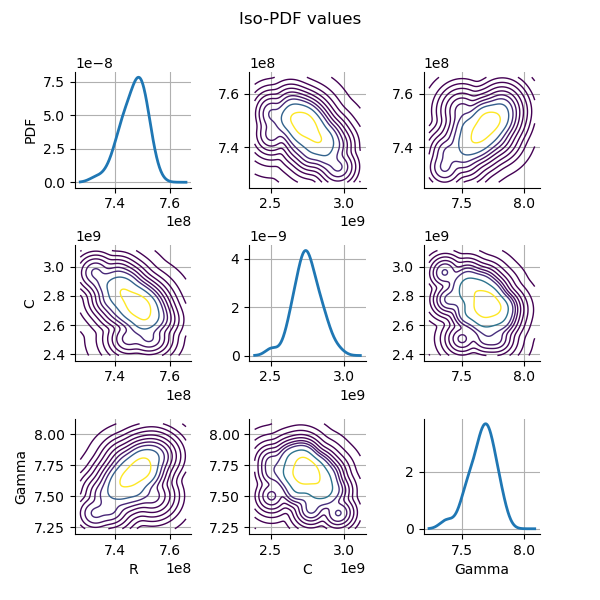 Iso-PDF values
1e−8 1e8 1e8
7.5 7.6 7.6
PDF 5.0
2.5 7.4 7.4
0.0
7.4 7.6 2.5 3.0 7.5 8.0
1e8 1e9
1e9 1e−9 1e9
3.0 4 3.0
C 2.8 2.8
2.6 2 2.6
2.4 0 2.4
7.4 7.6 2.5 3.0 7.5 8.0
1e8 1e9
8.00 8.00
Gamma 7.75 7.75 2
7.50 7.50
7.25 7.25 0
7.4 7.6 2.5 3.0 7.5 8.0
R 1e8 C 1e9 Gamma